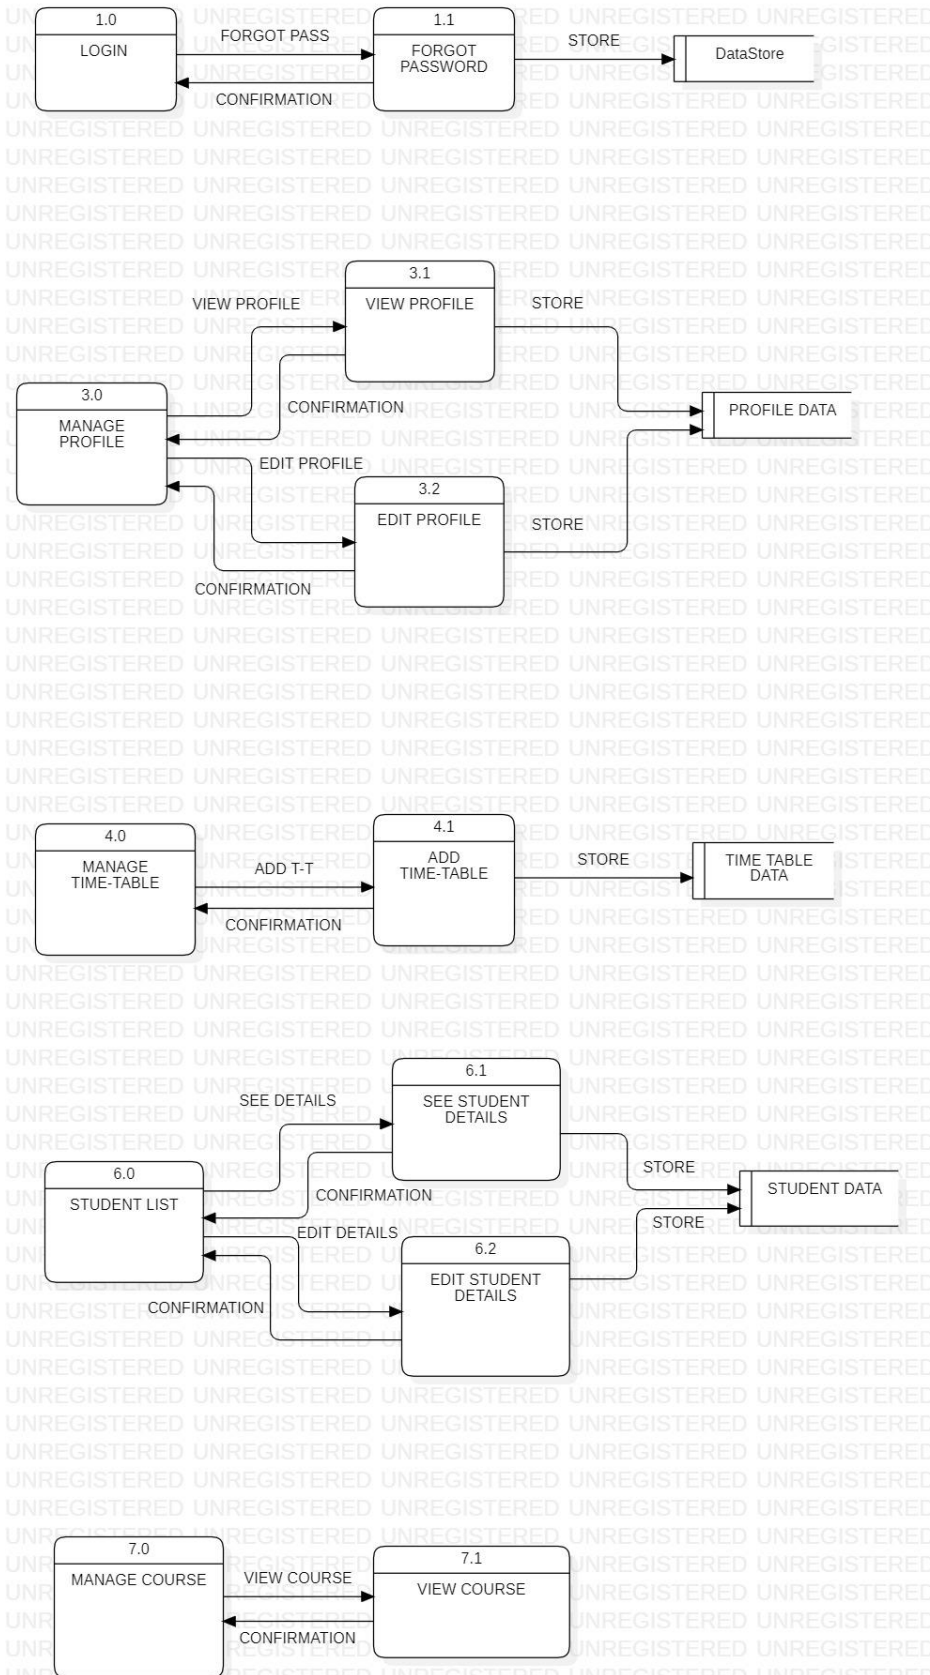 1.0
LOGIN
FORGOT PASS
CONFIRMATION
1.1
FORGOT
PASSWORD
STORE
DataStore
3.1
VIEW PROFILE
VIEW PROFILE
STORE
3.0
MANAGE
PROFILE
CONFIRMATION
PROFILE DATA
EDIT PROFILE
3.2
EDIT PROFILE
STORE
CONFIRMATION
4.0
MANAGE
TIME-TABLE
ADD T-T
CONFIRMATION
4.1
ADD
TIME-TABLE
STORE
TIME TABLE
DATA
6.1
SEE STUDENT
DETAILS
SEE DETAILS
6.0
STUDENT LIST
CONFIRMATION
STORE
STUDENT DATA
STORE
EDIT DETAILS
6.2
EDIT STUDENT
DETAILS
CONFIRMATION
7.0
MANAGE COURSE
VIEW COURSE
CONFIRMATION
7.1
VIEW COURSE
UNREGISTERED